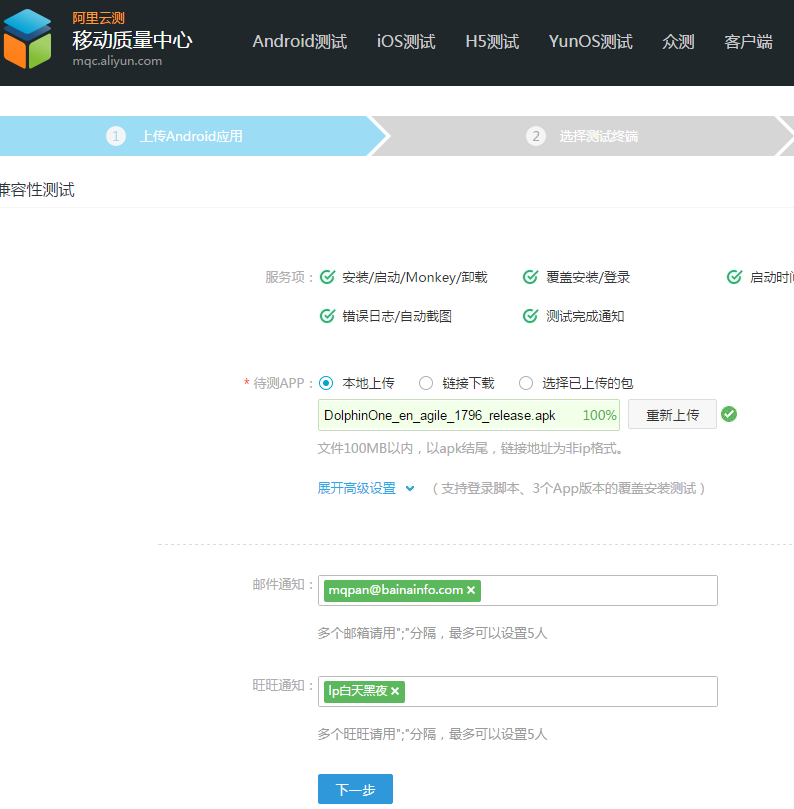 阿里云测
移动质量中心
mqc.aliyun.com
Android测试 iOS测试 H5测试 YunOS测试 众测 客户端
1 上传Android应用 2 选择测试终端
兼容性测试
服务项： 安装/启动/Monkey/卸载 覆盖安装/登录 启动时间
错误日志/自动截图 测试完成通知
* 待测APP： 本地上传 链接下载 选择已上传的包
DolphinOne_en_agile_1796_release.apk 100% 重新上传
文件100MB以内，以apk结尾，链接地址为非ip格式。
展开高级设置 （支持登录脚本、3个App版本的覆盖安装测试）
邮件通知： mqpan@bainainfo.com ×
多个邮箱请用";"分隔，最多可以设置5人
旺旺通知： lp白天黑夜 ×
多个旺旺请用";"分隔，最多可以设置5人
下一步